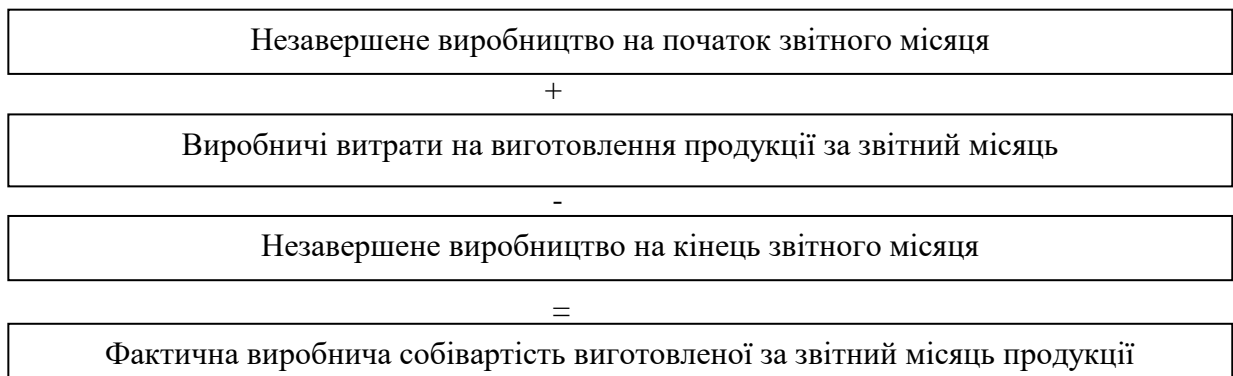 Незавершене виробництво на початок звітного місяця
+
Виробничі витрати на виготовлення продукції за звітний місяць
-
Незавершене виробництво на кінець звітного місяця
=
Фактична виробнича собівартість виготовленої за звітний місяць продукції